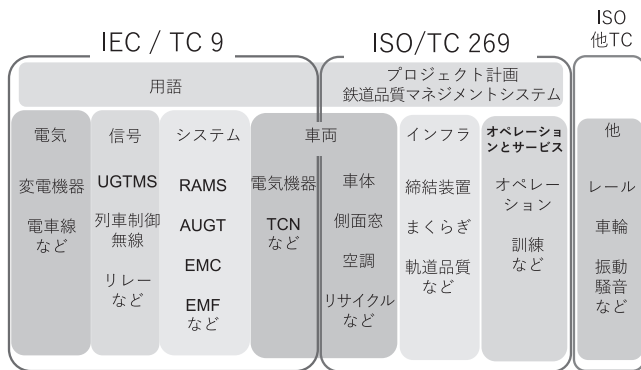 IEC / TC 9
ISO/TC 269
ISO
他TC
用語
プロジェクト計画
鉄道品質マネジメントシステム
電気
変電機器
電車線
など
信号
UGTMS
列車制御
無線
リレー
など
システム
RAMS
AUGT
EMC
EMF
など
車両
電気機器
TCN
など
車体
側面窓
空調
リサイクル
など
インフラ
締結装置
まくらぎ
軌道品質
など
オペレーショ
ンとサービス
オペレー
ション
訓練
など
他
レール
車輪
振動
騒音
など